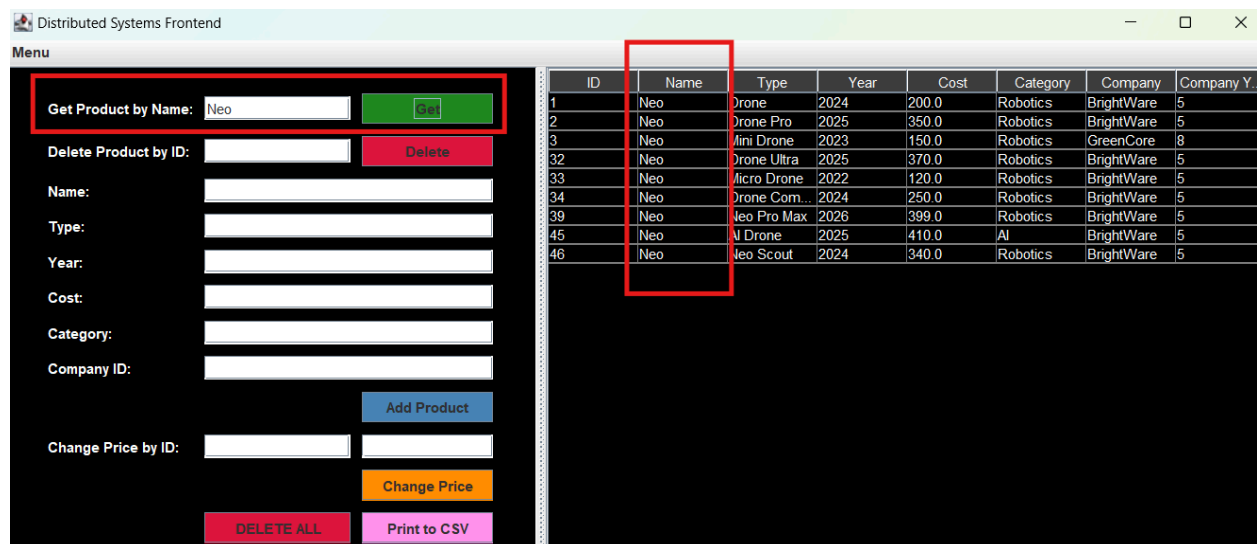 Distributed Systems Frontend
Menu
Get Product by Name: Neo Get
Delete Product by ID: Delete
Name:
Type:
Year:
Cost:
Category:
Company ID:
Add Product
Change Price by ID:
Change Price
DELETE ALL Print to CSV
ID Name Type Year Cost Category Company Company Y...
1 Neo Drone 2024 200.0 Robotics BrightWare 5
2 Neo Drone Pro 2025 350.0 Robotics BrightWare 5
3 Neo Mini Drone 2023 150.0 Robotics GreenCore 8
32 Neo Drone Ultra 2025 370.0 Robotics BrightWare 5
33 Neo Micro Drone 2022 120.0 Robotics BrightWare 5
34 Neo Drone Com... 2024 250.0 Robotics BrightWare 5
39 Neo Neo Pro Max 2026 399.0 Robotics BrightWare 5
45 Neo AI Drone 2025 410.0 AI BrightWare 5
46 Neo Neo Scout 2024 340.0 Robotics BrightWare 5